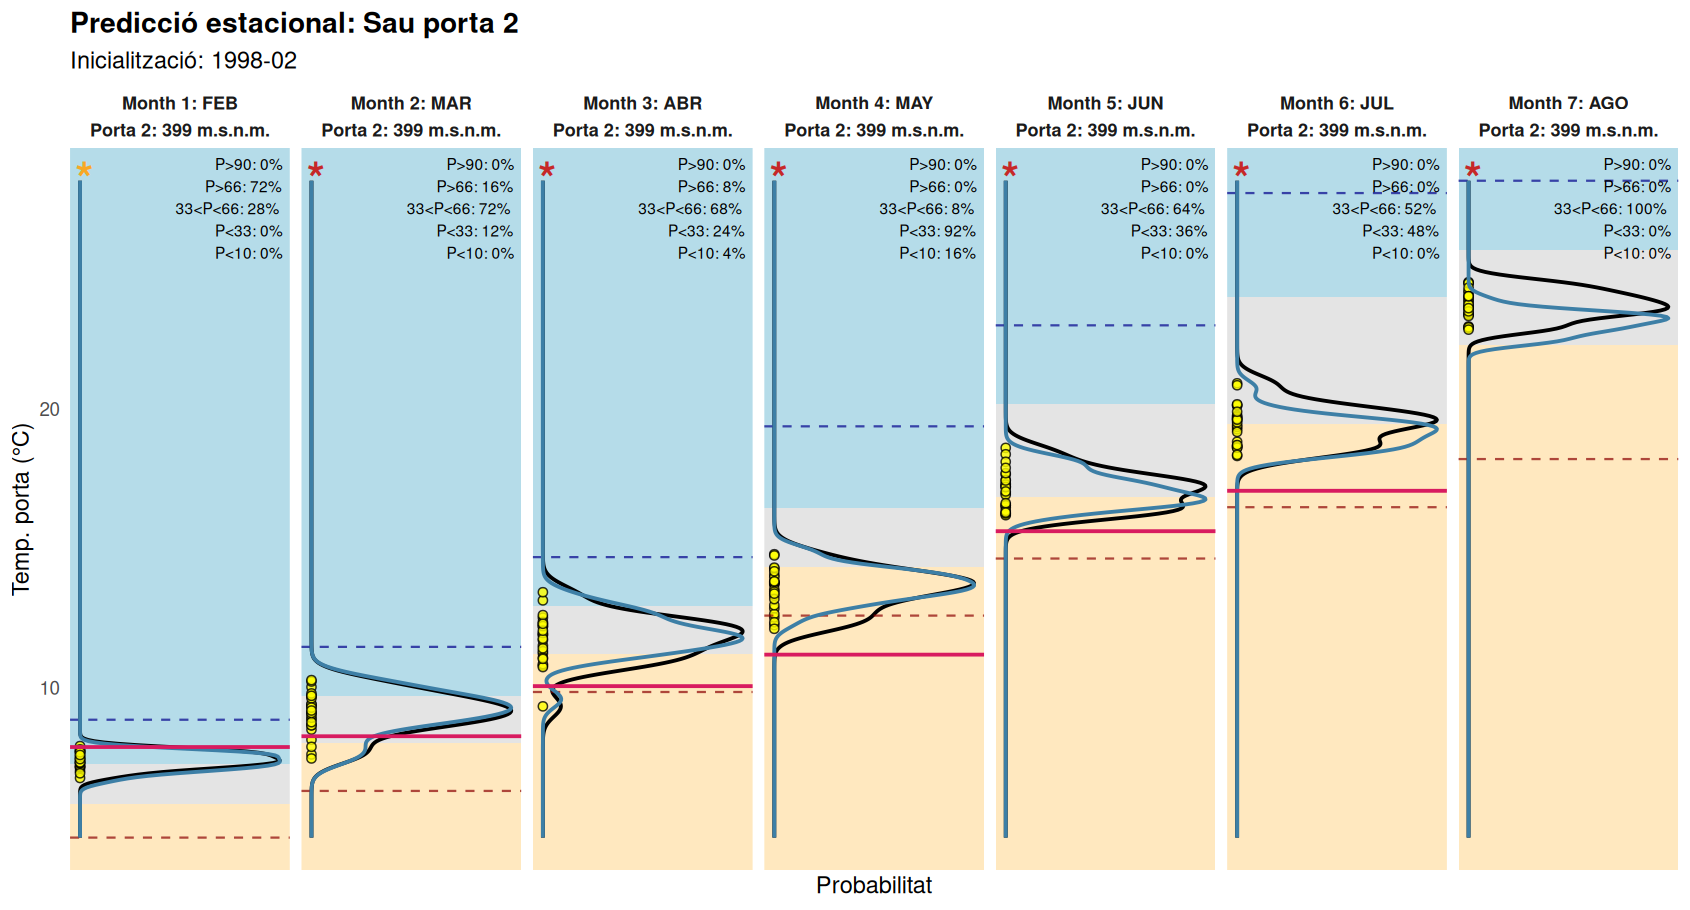 Predicció estacional: Sau porta 2
Inicialització: 1998-02
Month 1: FEB
Porta 2: 399 m.s.n.m.
Month 2: MAR
Porta 2: 399 m.s.n.m.
Month 3: ABR
Porta 2: 399 m.s.n.m.
Month 4: MAY
Porta 2: 399 m.s.n.m.
Month 5: JUN
Porta 2: 399 m.s.n.m.
Month 6: JUL
Porta 2: 399 m.s.n.m.
Month 7: AGO
Porta 2: 399 m.s.n.m.
*
P>90: 0%
P>66: 72%
33<P<66: 28%
P<33: 0%
P<10: 0%
*
P>90: 0%
P>66: 16%
33<P<66: 72%
P<33: 12%
P<10: 0%
*
P>90: 0%
P>66: 8%
33<P<66: 68%
P<33: 24%
P<10: 4%
*
P>90: 0%
P>66: 0%
33<P<66: 8%
P<33: 92%
P<10: 16%
*
P>90: 0%
P>66: 0%
33<P<66: 64%
P<33: 36%
P<10: 0%
*
P>90: 0%
P>66: 0%
33<P<66: 52%
P<33: 48%
P<10: 0%
*
P>90: 0%
P>66: 0%
33<P<66: 100%
P<33: 0%
P<10: 0%
20
10
Temp. porta (°C)
Probabilitat